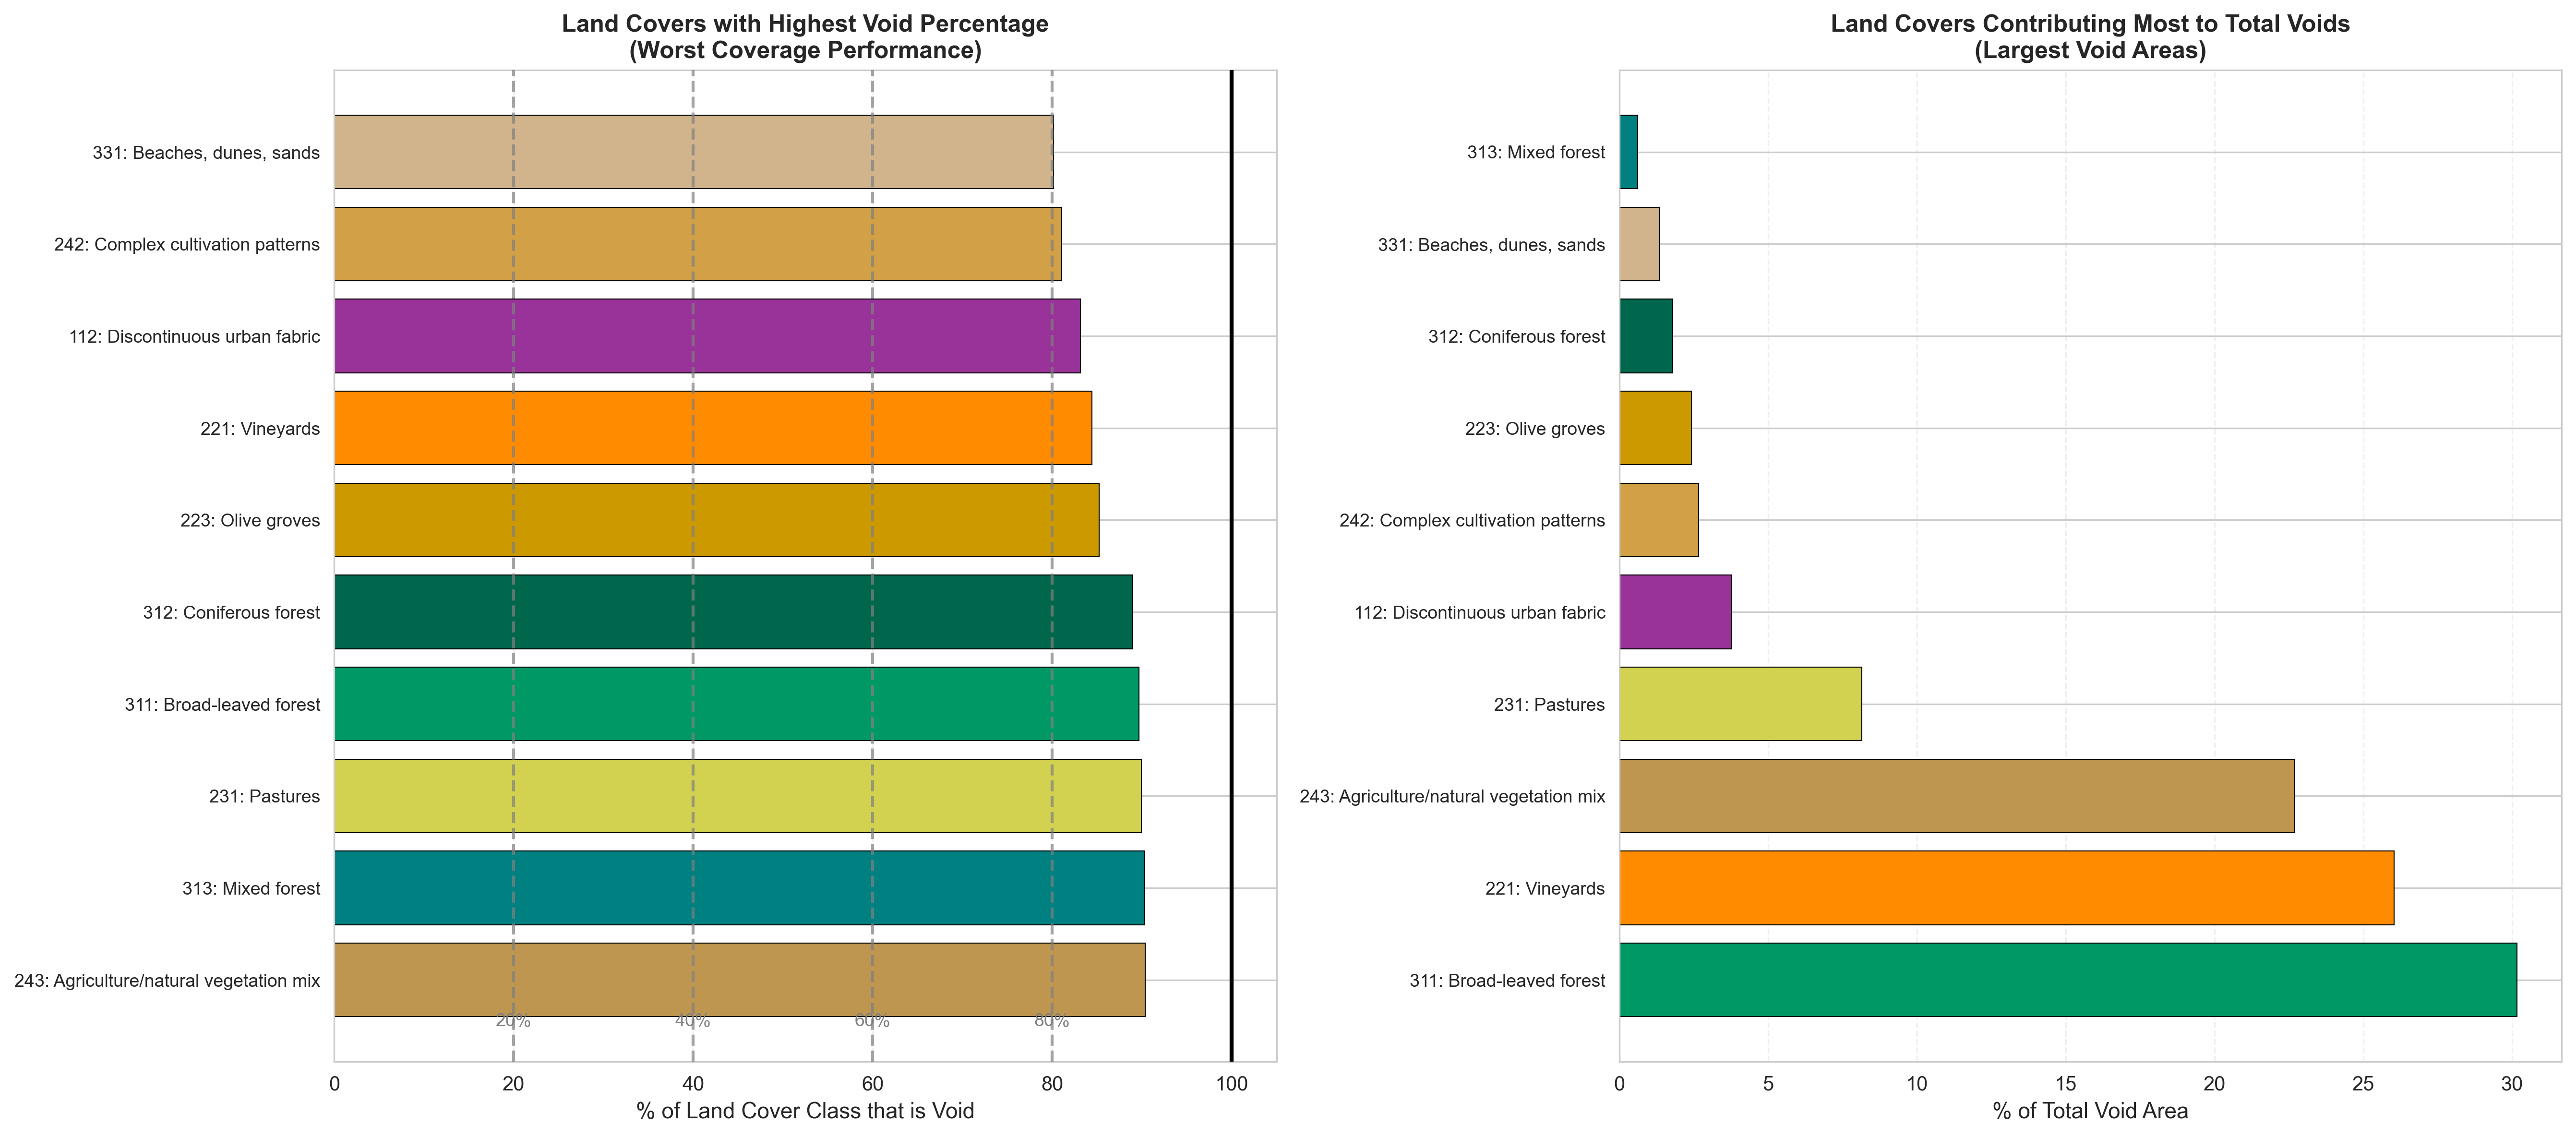 Land Covers with Highest Void Percentage
(Worst Coverage Performance)
331: Beaches, dunes, sands
242: Complex cultivation patterns
112: Discontinuous urban fabric
221: Vineyards
223: Olive groves
312: Coniferous forest
311: Broad-leaved forest
231: Pastures
313: Mixed forest
243: Agriculture/natural vegetation mix
20% 40% 60% 80%
0 20 40 60 80 100
% of Land Cover Class that is Void
Land Covers Contributing Most to Total Voids
(Largest Void Areas)
313: Mixed forest
331: Beaches, dunes, sands
312: Coniferous forest
223: Olive groves
242: Complex cultivation patterns
112: Discontinuous urban fabric
231: Pastures
243: Agriculture/natural vegetation mix
221: Vineyards
311: Broad-leaved forest
0 5 10 15 20 25 30
% of Total Void Area